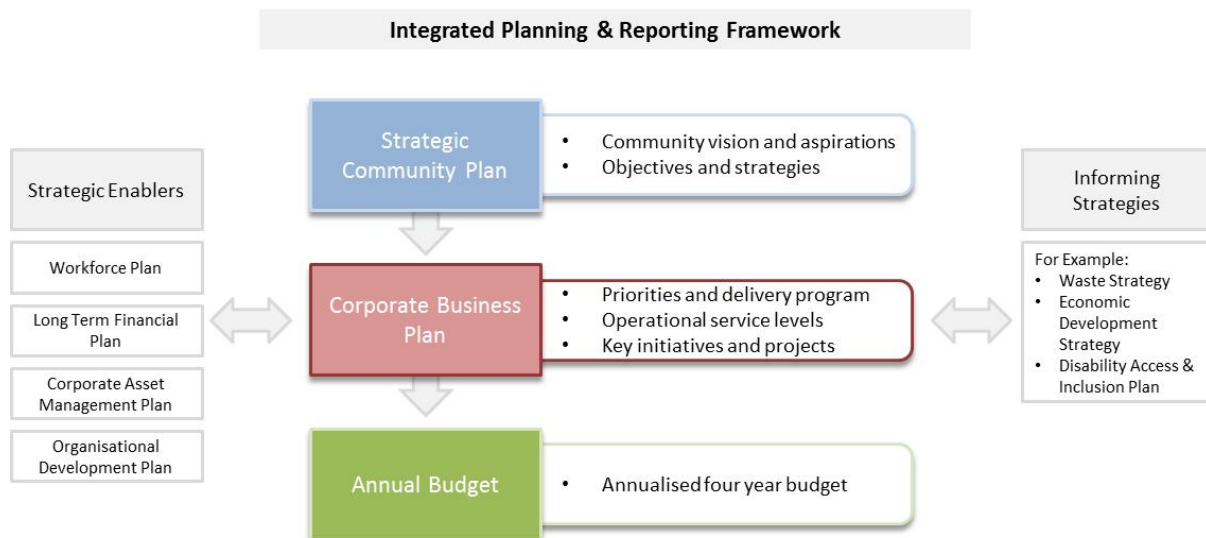 Integrated Planning & Reporting Framework
Strategic
Community Plan
• Community vision and aspirations
• Objectives and strategies
Strategic Enablers
Workforce Plan
Long Term Financial
Plan
Corporate Asset
Management Plan
Organisational
Development Plan
Corporate Business
Plan
• Priorities and delivery program
• Operational service levels
• Key initiatives and projects
Informing
Strategies
For Example:
• Waste Strategy
• Economic
Development
Strategy
• Disability Access &
Inclusion Plan
Annual Budget
• Annualised four year budget